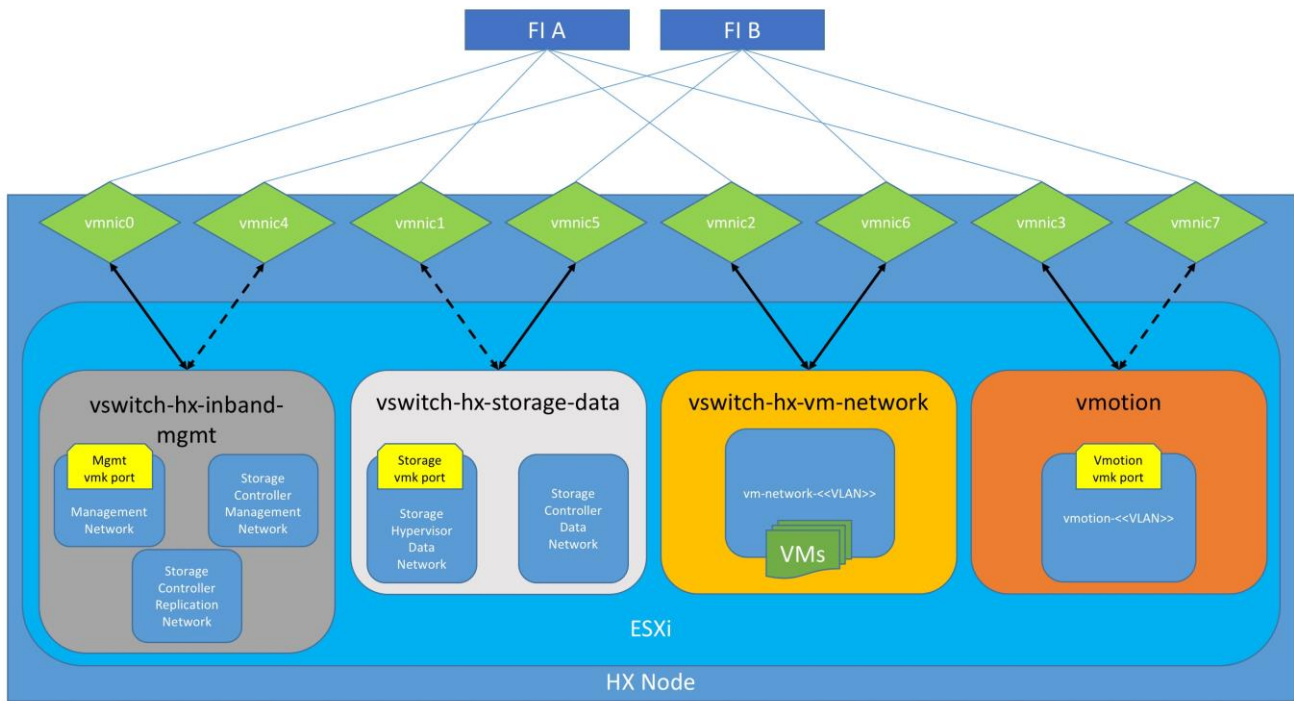 FI A
FI B
vmnic0
vmnic4
vmnic1
vmnic5
vmnic2
vmnic6
vmnic3
vmnic7
vswitch-hx-inband-
mgmt
Mgmt
vmk port
Management
Network
Storage
Controller
Management
Network
Storage
Controller
Replication
Network
vswitch-hx-storage-data
Storage
vmk port
Storage
Hypervisor
Data
Network
Storage
Controller
Data
Network
vswitch-hx-vm-network
vm-network-<<VLAN>>
VMs
vmotion
Vmotion
vmk port
vmotion-<<VLAN>>
ESXi
HX Node